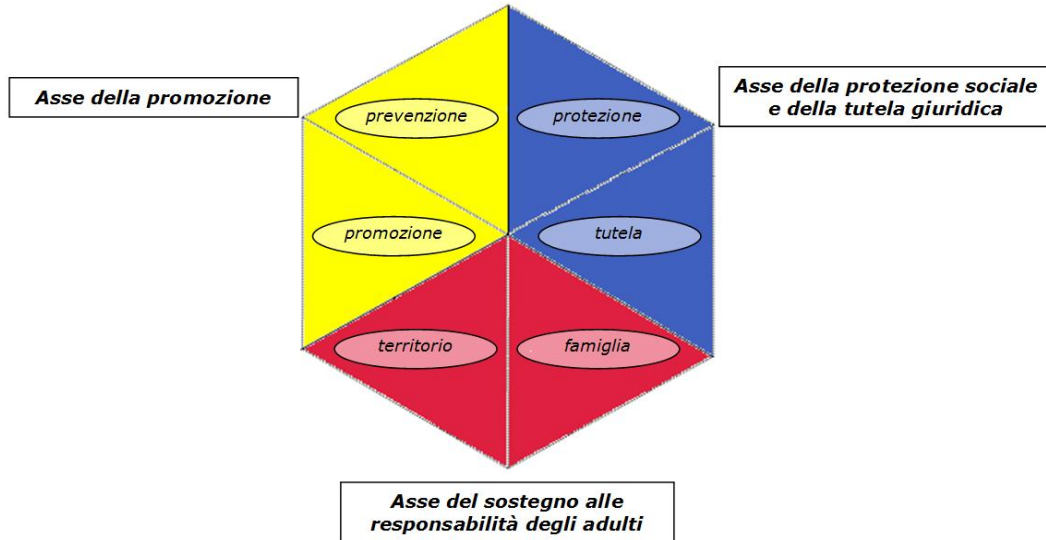 Asse della promozione
Asse della protezione sociale
e della tutela giuridica
prevenzione
protezione
promozione
tutela
territorio
famiglia
Asse del sostegno alle
responsabilità degli adulti